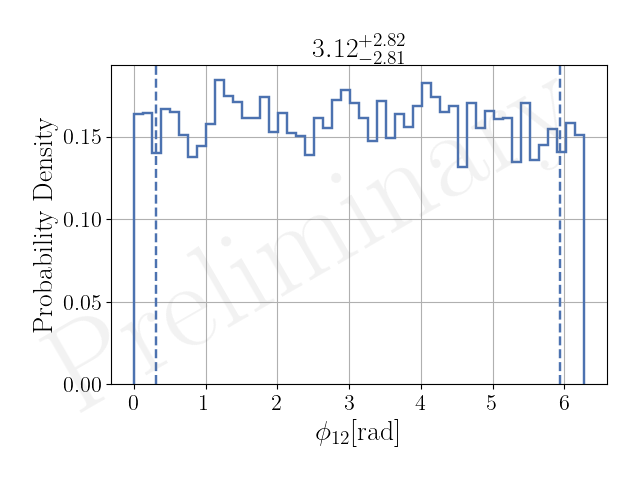 3.12+2.82−2.81
Probability Density
0.15
0.10
0.05
0.00
0 1 2 3 4 5 6
ϕ12[rad]
Preliminary